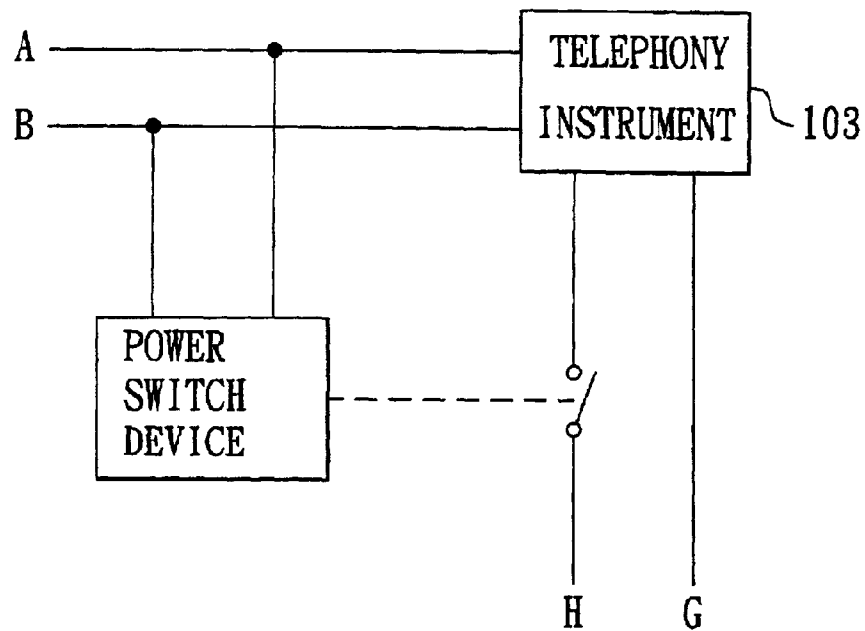 A
TELEPHONY
INSTRUMENT
103
B
POWER
SWITCH
DEVICE
H
G